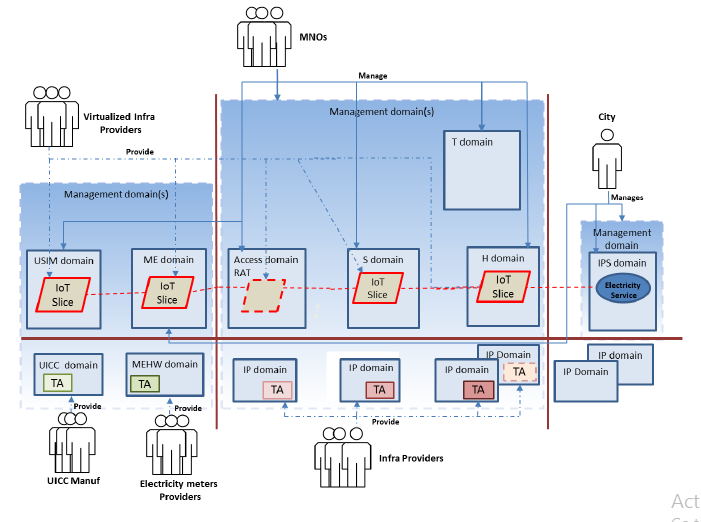 MNOs
Manage
Virtualized Infra
Providers
Management domain(s)
City
T domain
Provide
Manages
Management domain(s)
Management
domain
USIM domain
IoT
Slice
ME domain
IoT
Slice
Access domain
RAT
S domain
IoT
Slice
H domain
IoT
Slice
IPS domain
Electricity
Service
UICC domain
TA
MEHW domain
TA
IP domain
TA
IP domain
TA
IP domain
TA
IP Domain
TA
IP domain
IP Domain
Provide
Provide
Provide
UICC Manuf
Electricity meters
Providers
Infra Providers
Act